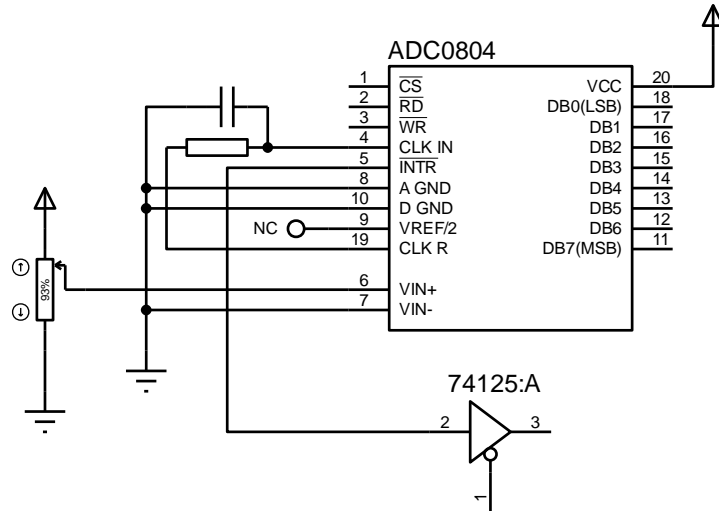 ADC0804
1 CS VCC 20
2 RD DB0(LSB) 18
3 WR DB1 17
4 CLK IN DB2 16
5 INTR DB3 15
8 A GND DB4 14
10 D GND DB5 13
NC 9 VREF/2 DB6 12
19 CLK R DB7(MSB) 11
93%
6 VIN+
7 VIN-
74125:A
2 3
1